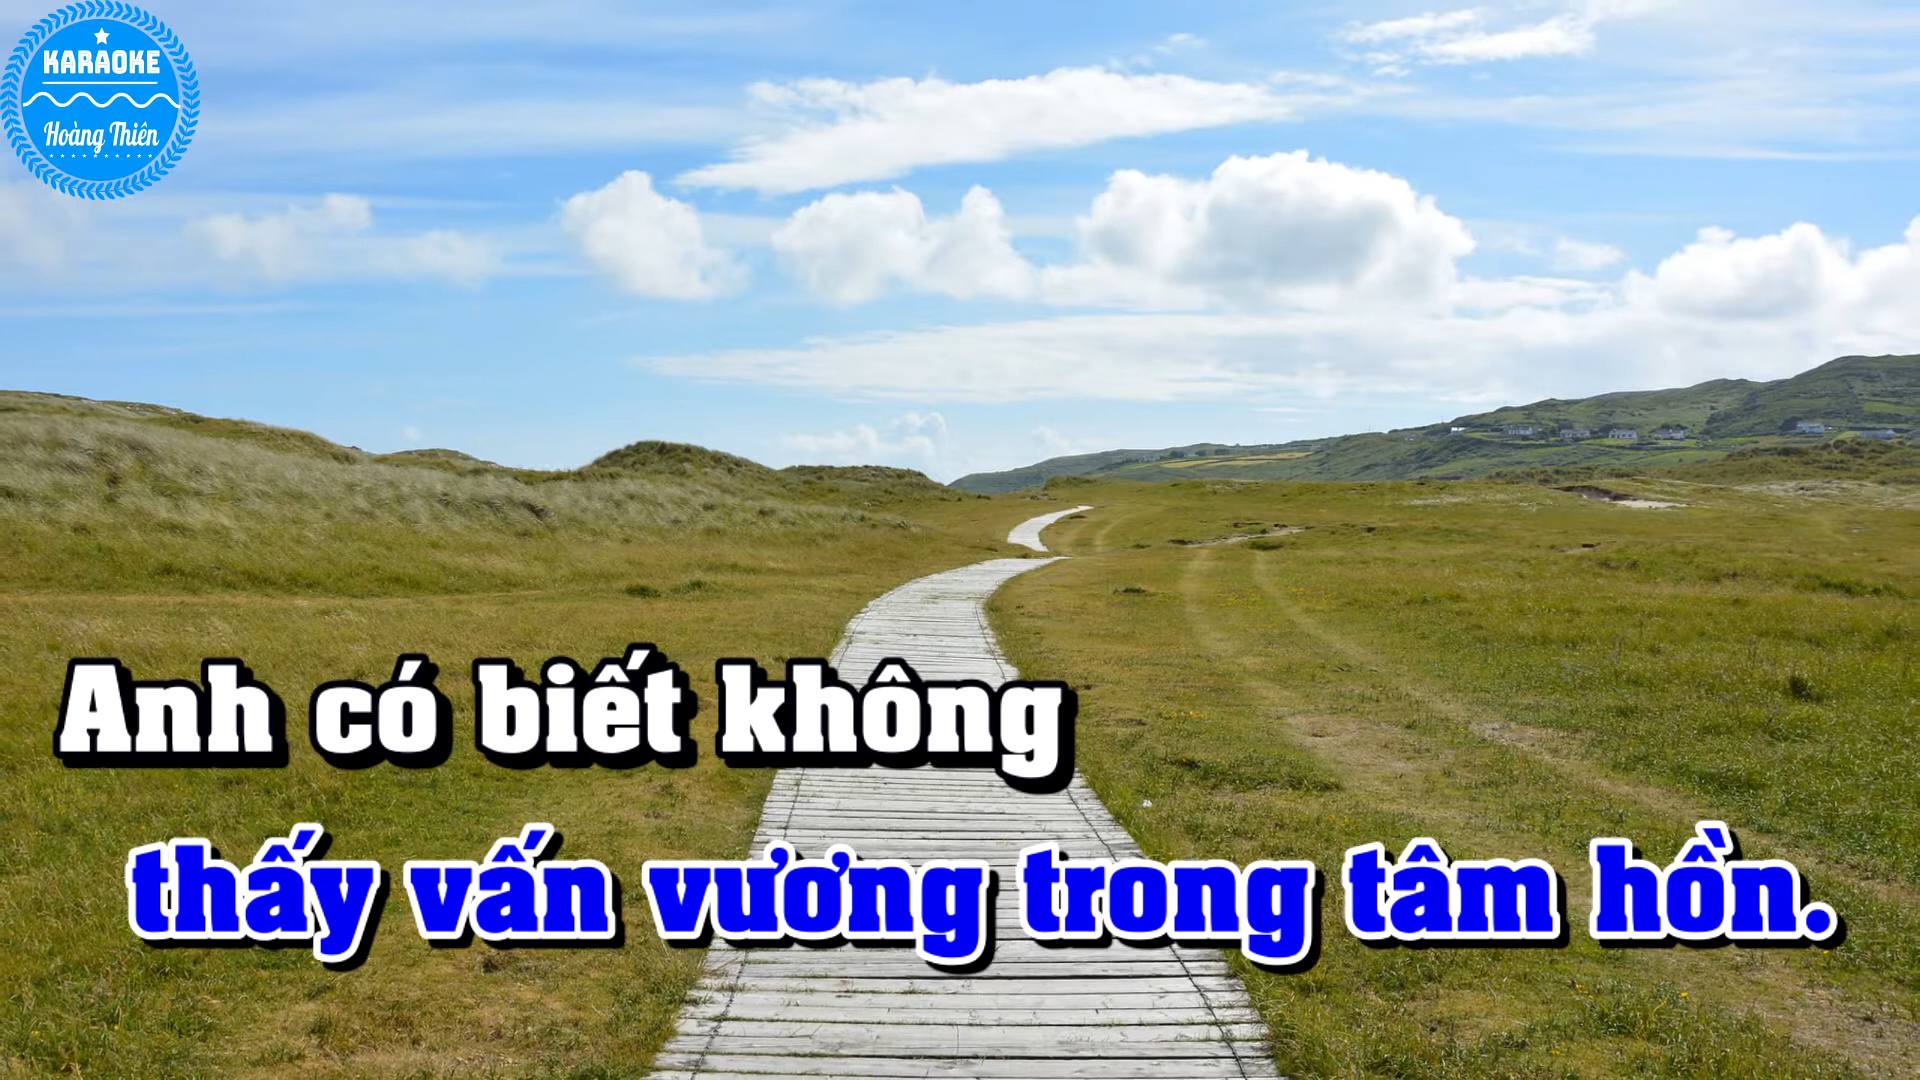 KARAOKE
Hoàng Thiên
Anh có biết không
thấy vấn vương trong tâm hồn.